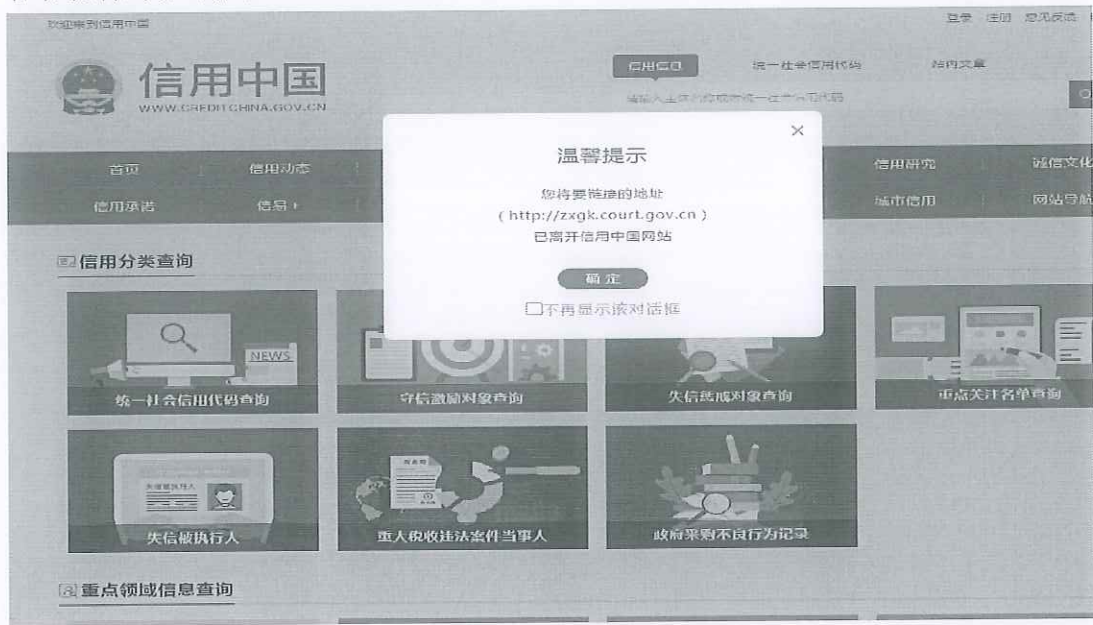 欢迎来到信用中国
登录 注册 意见反馈
信用中国
WWW.CREDITCHINA.GOV.CN
信用信息 统一社会信用代码 站内文章
温馨提示
您将要链接的地址
( http://zxgk.court.gov.cn )
已离开信用中国网站
确定
不再显示该对话框
首页 信用动态 信用研究 诚信文化
信用承诺 信易+ 城市信用 网站导航
信用分类查询
NEWS
统一社会信用代码查询 守信激励对象查询 失信惩戒对象查询 重点关注名单查询
失信被执行人
失信被执行人 重大税收违法案件当事人 政府采购不良行为记录
重点领域信息查询